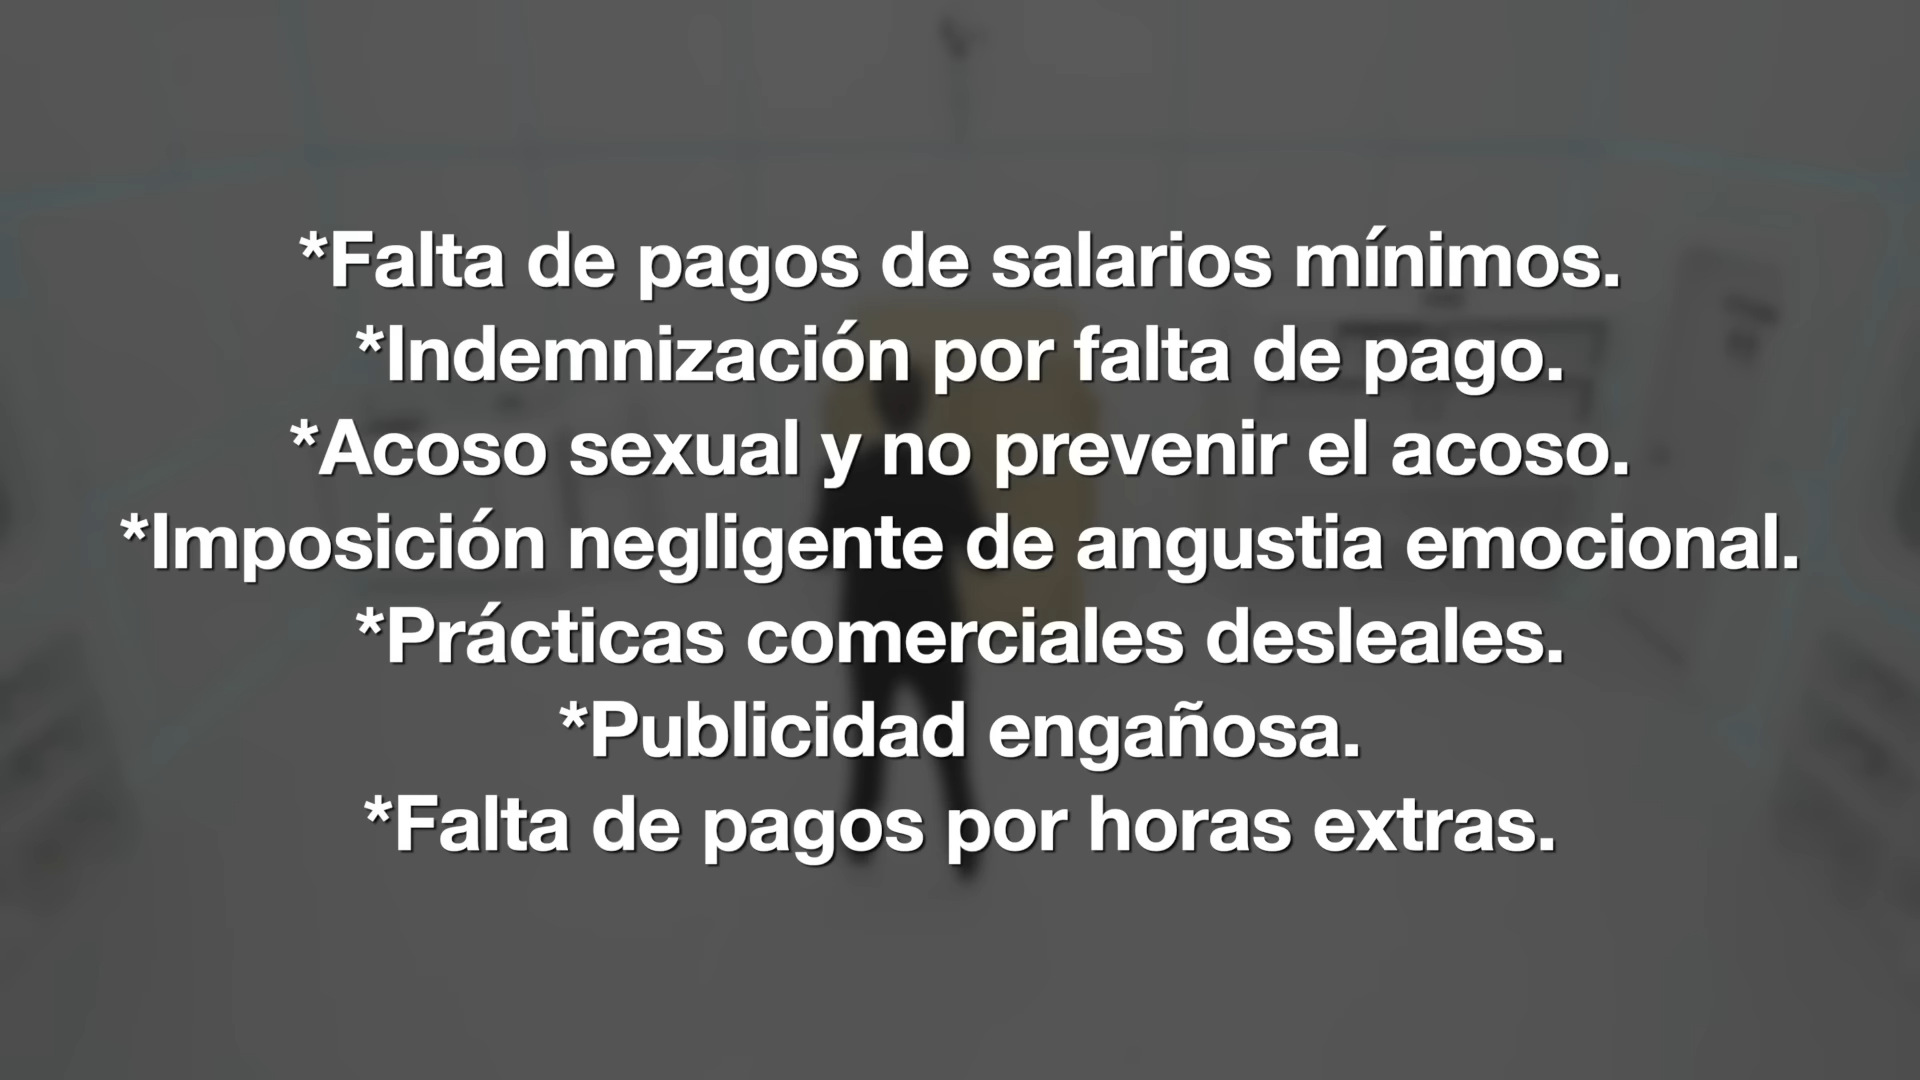 *Falta de pagos de salarios mínimos.
*Indemnización por falta de pago.
*Acoso sexual y no prevenir el acoso.
*Imposición negligente de angustia emocional.
*Prácticas comerciales desleales.
*Publicidad engañosa.
*Falta de pagos por horas extras.